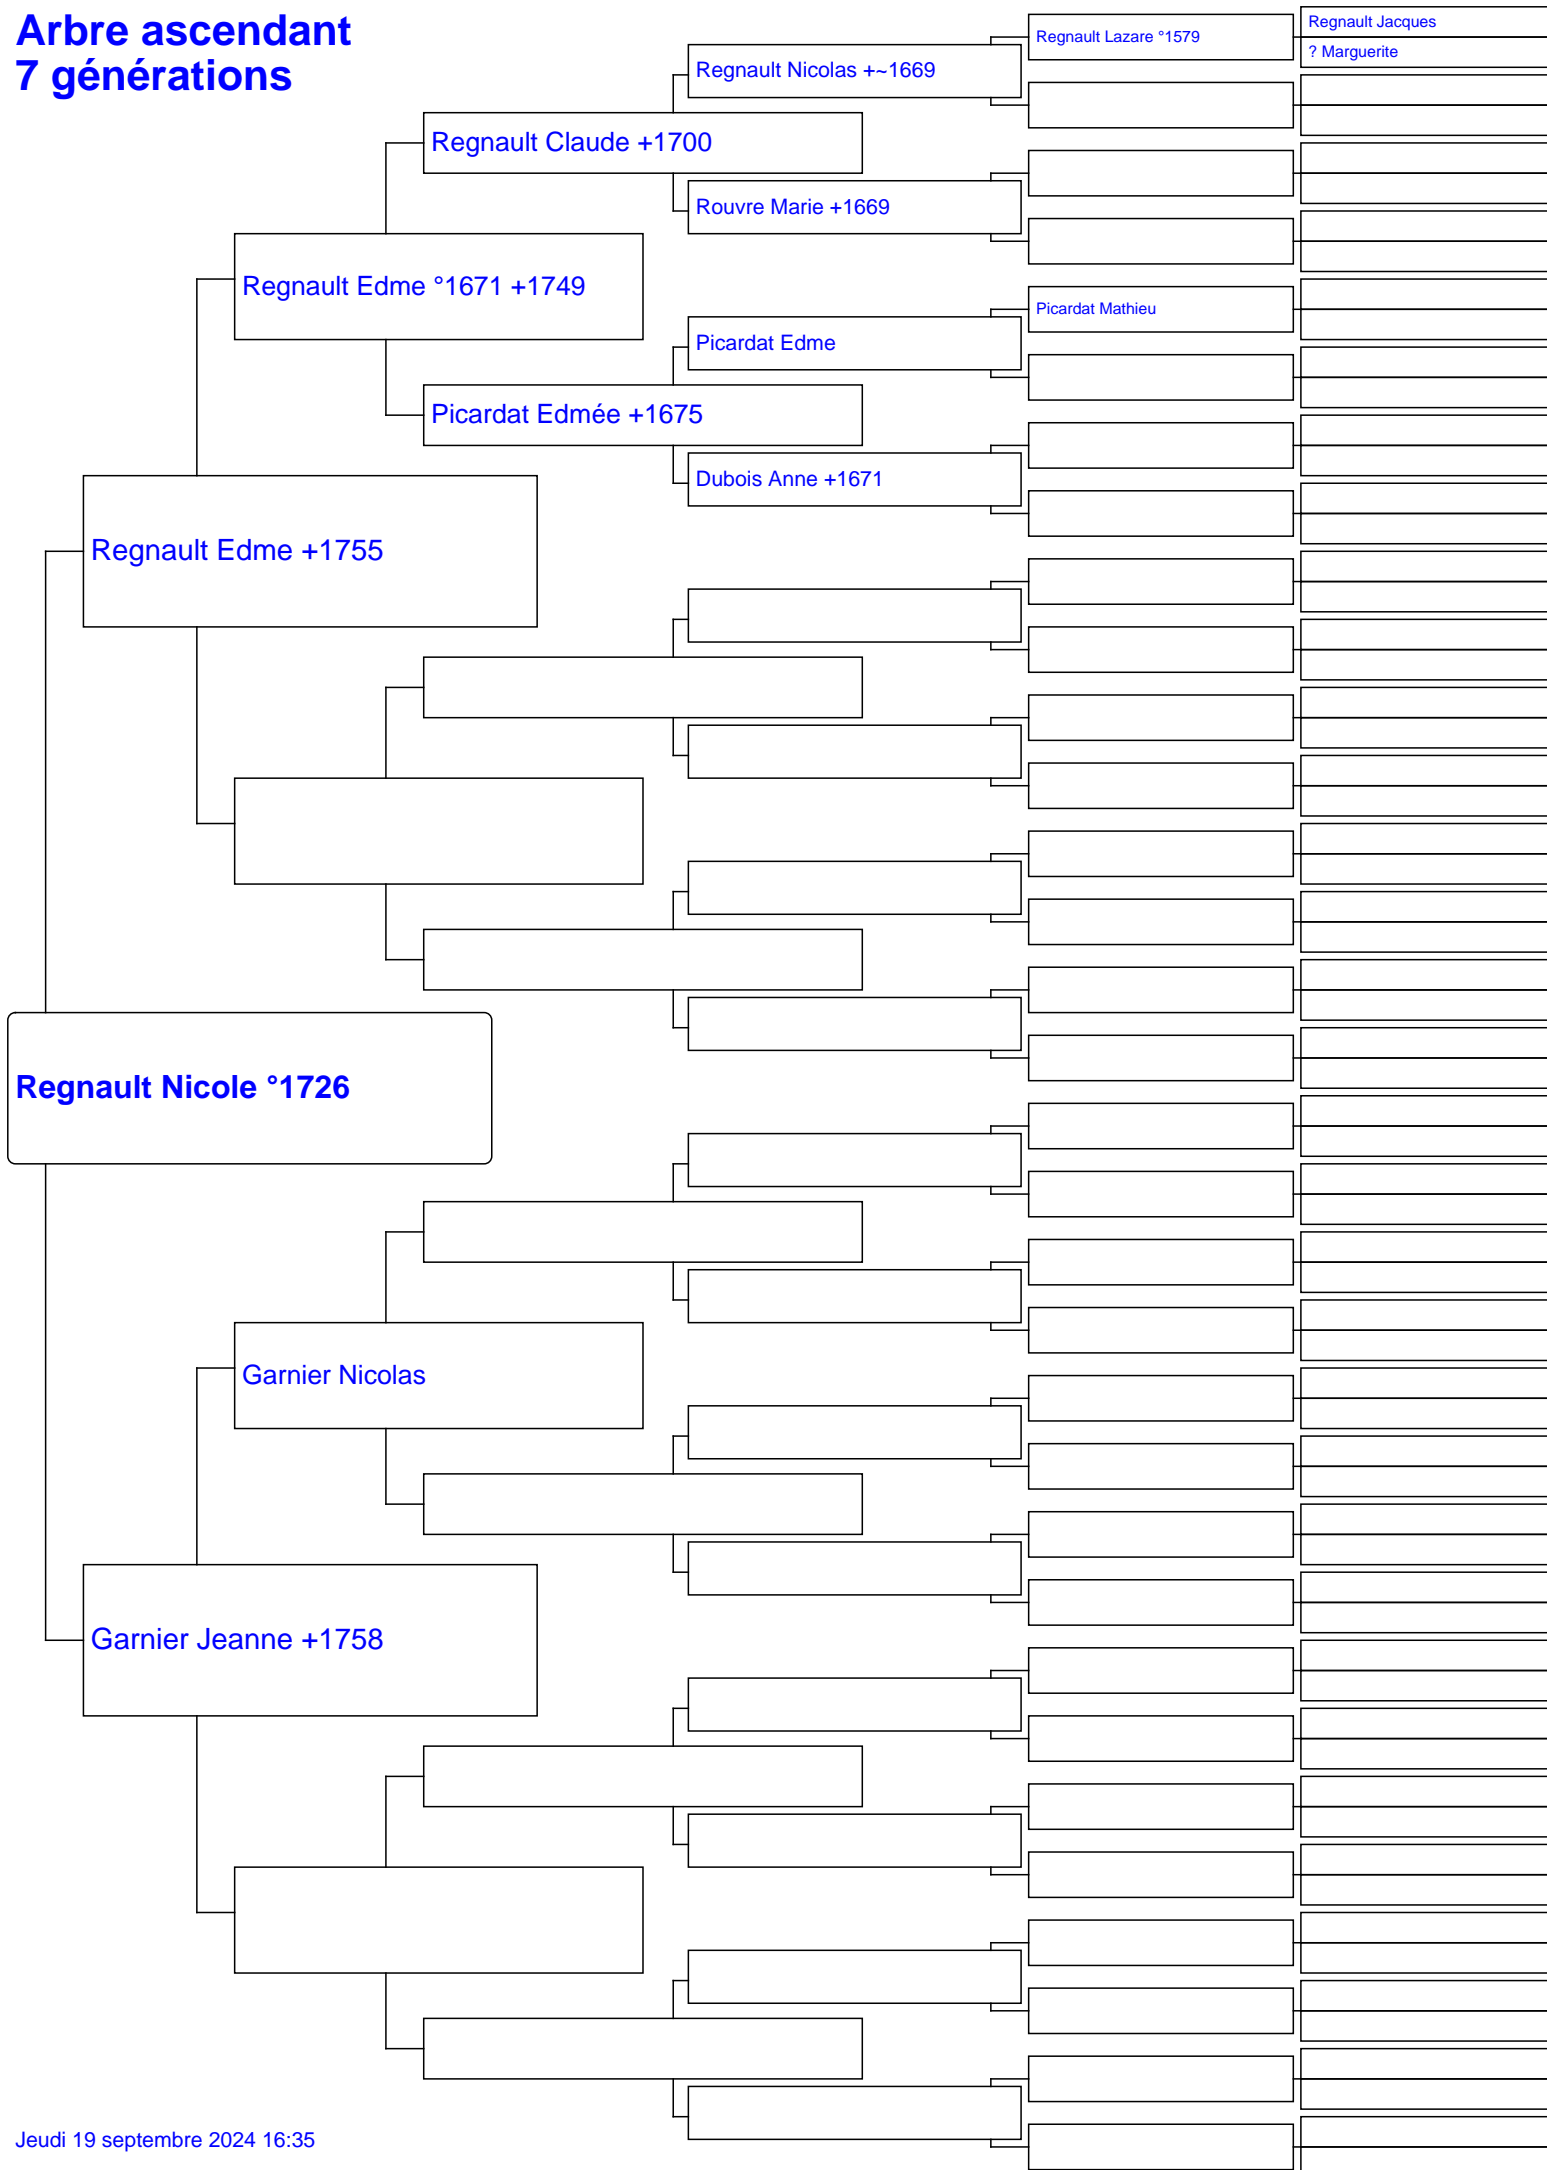 Arbre ascendant
7 générations
Regnault Jacques
? Marguerite
Regnault Lazare °1579
Regnault Nicolas +~1669
Regnault Claude +1700
Rouvre Marie +1669
Regnault Edme °1671 +1749
Picardat Mathieu
Picardat Edme
Picardat Edmée +1675
Dubois Anne +1671
Regnault Edme +1755
Regnault Nicole °1726
Garnier Nicolas
Garnier Jeanne +1758
Jeudi 19 septembre 2024 16:35